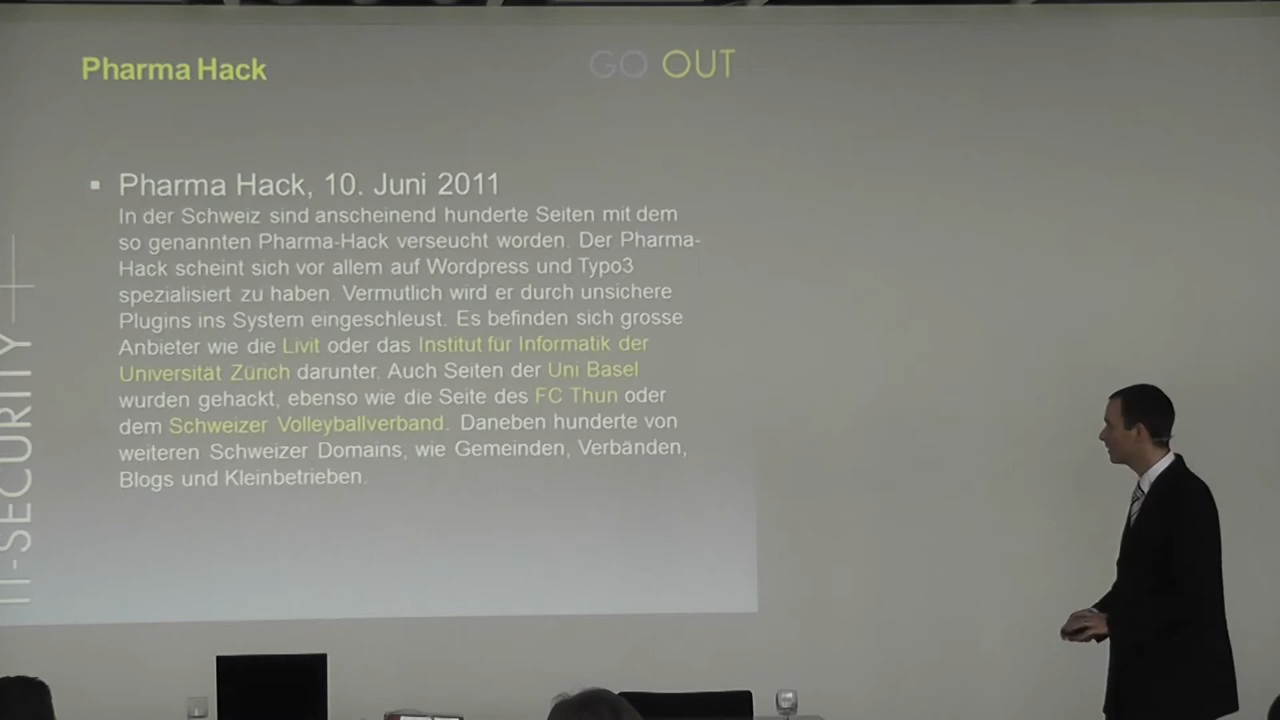 Pharma Hack
GO OUT
Pharma Hack, 10. Juni 2011
In der Schweiz sind anscheinend hunderte Seiten mit dem
so genannten Pharma-Hack verseucht worden. Der Pharma-
Hack scheint sich vor allem auf Wordpress und Typo3
spezialisiert zu haben. Vermutlich wird er durch unsichere
Plugins ins System eingeschleust. Es befinden sich grosse
Anbieter wie die Livit oder das Institut für Informatik der
Universität Zürich darunter. Auch Seiten der Uni Basel
wurden gehackt, ebenso wie die Seite des FC Thun oder
dem Schweizer Volleyballverband. Daneben hunderte von
weiteren Schweizer Domains, wie Gemeinden, Verbänden,
Blogs und Kleinbetrieben.
IT-SECURITY